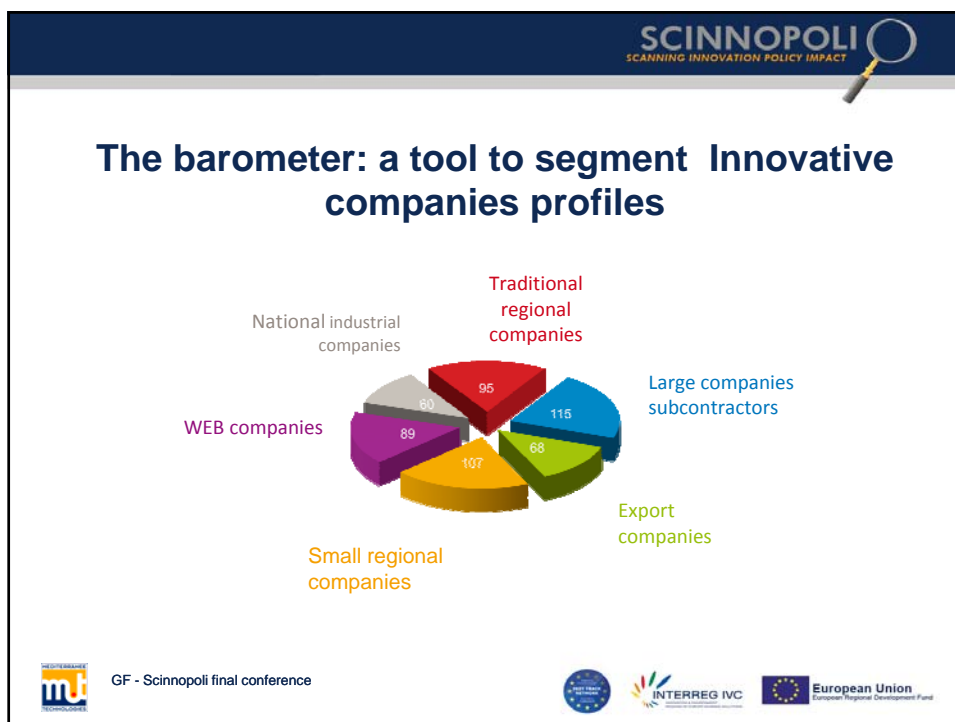 SCINNOPOLI
SCANNING INNOVATION POLICY IMPACT
The barometer: a tool to segment Innovative
companies profiles
Traditional
regional
companies
National industrial
companies
Large companies
subcontractors
WEB companies
Export
companies
Small regional
companies
95
60
115
89
68
107
MEDITERRANEE
TECHNOLOGIES
GF - Scinnopoli final conference
INTERREG IVC
European Union
European Regional Development Fund